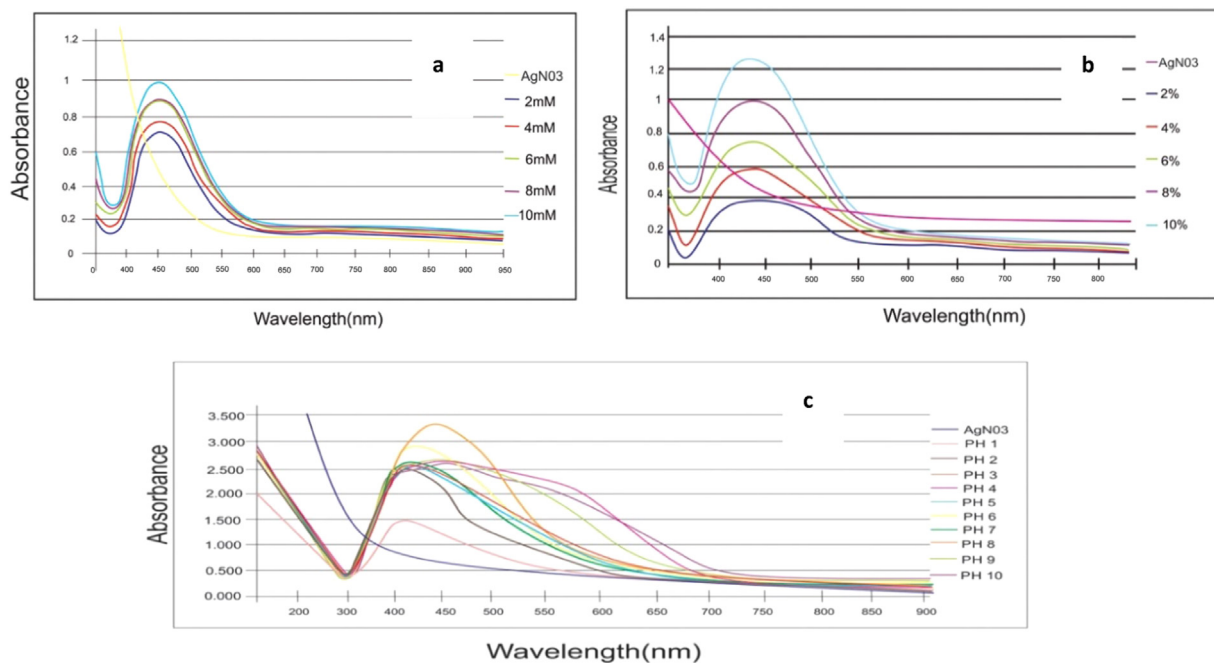 a
1.2
1
0.8
0.6
0.4
0.2
0
0 400 450 500 550 600 700 750 800 850 900 950
Absorbance
Wavelength(nm)
AgN03
2mM
4mM
6mM
8mM
10mM
b
1.4
1.2
1
0.8
0.6
0.4
0.2
0
400 450 500 550 600 650 700 750 800
Absorbance
Wavelength(nm)
AgN03
2%
4%
6%
8%
10%
c
3.500
3.000
2.500
2.000
1.500
1.000
0.500
0.000
200 300 400 450 500 550 600 650 700 750 800 850 900
Absorbance
Wavelength(nm)
AgN03
PH 1
PH 2
PH 3
PH 4
PH 5
PH 6
PH 7
PH 8
PH 9
PH 10